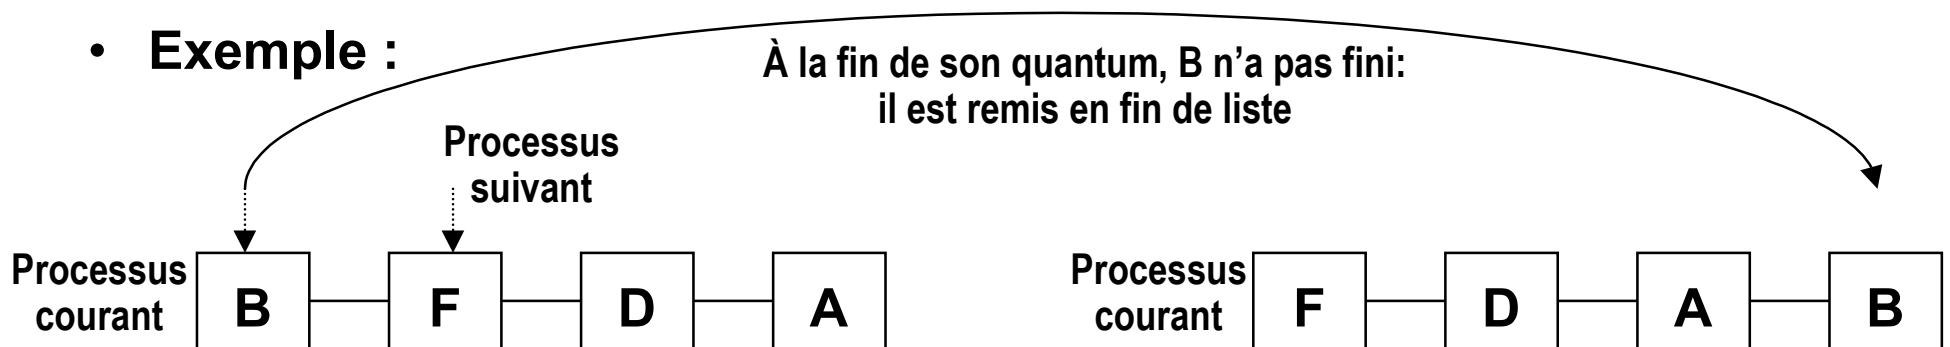 • Exemple :
À la fin de son quantum, B n'a pas fini:
il est remis en fin de liste
Processus
suivant
Processus
courant
B
F
D
A
Processus
courant
F
D
A
B